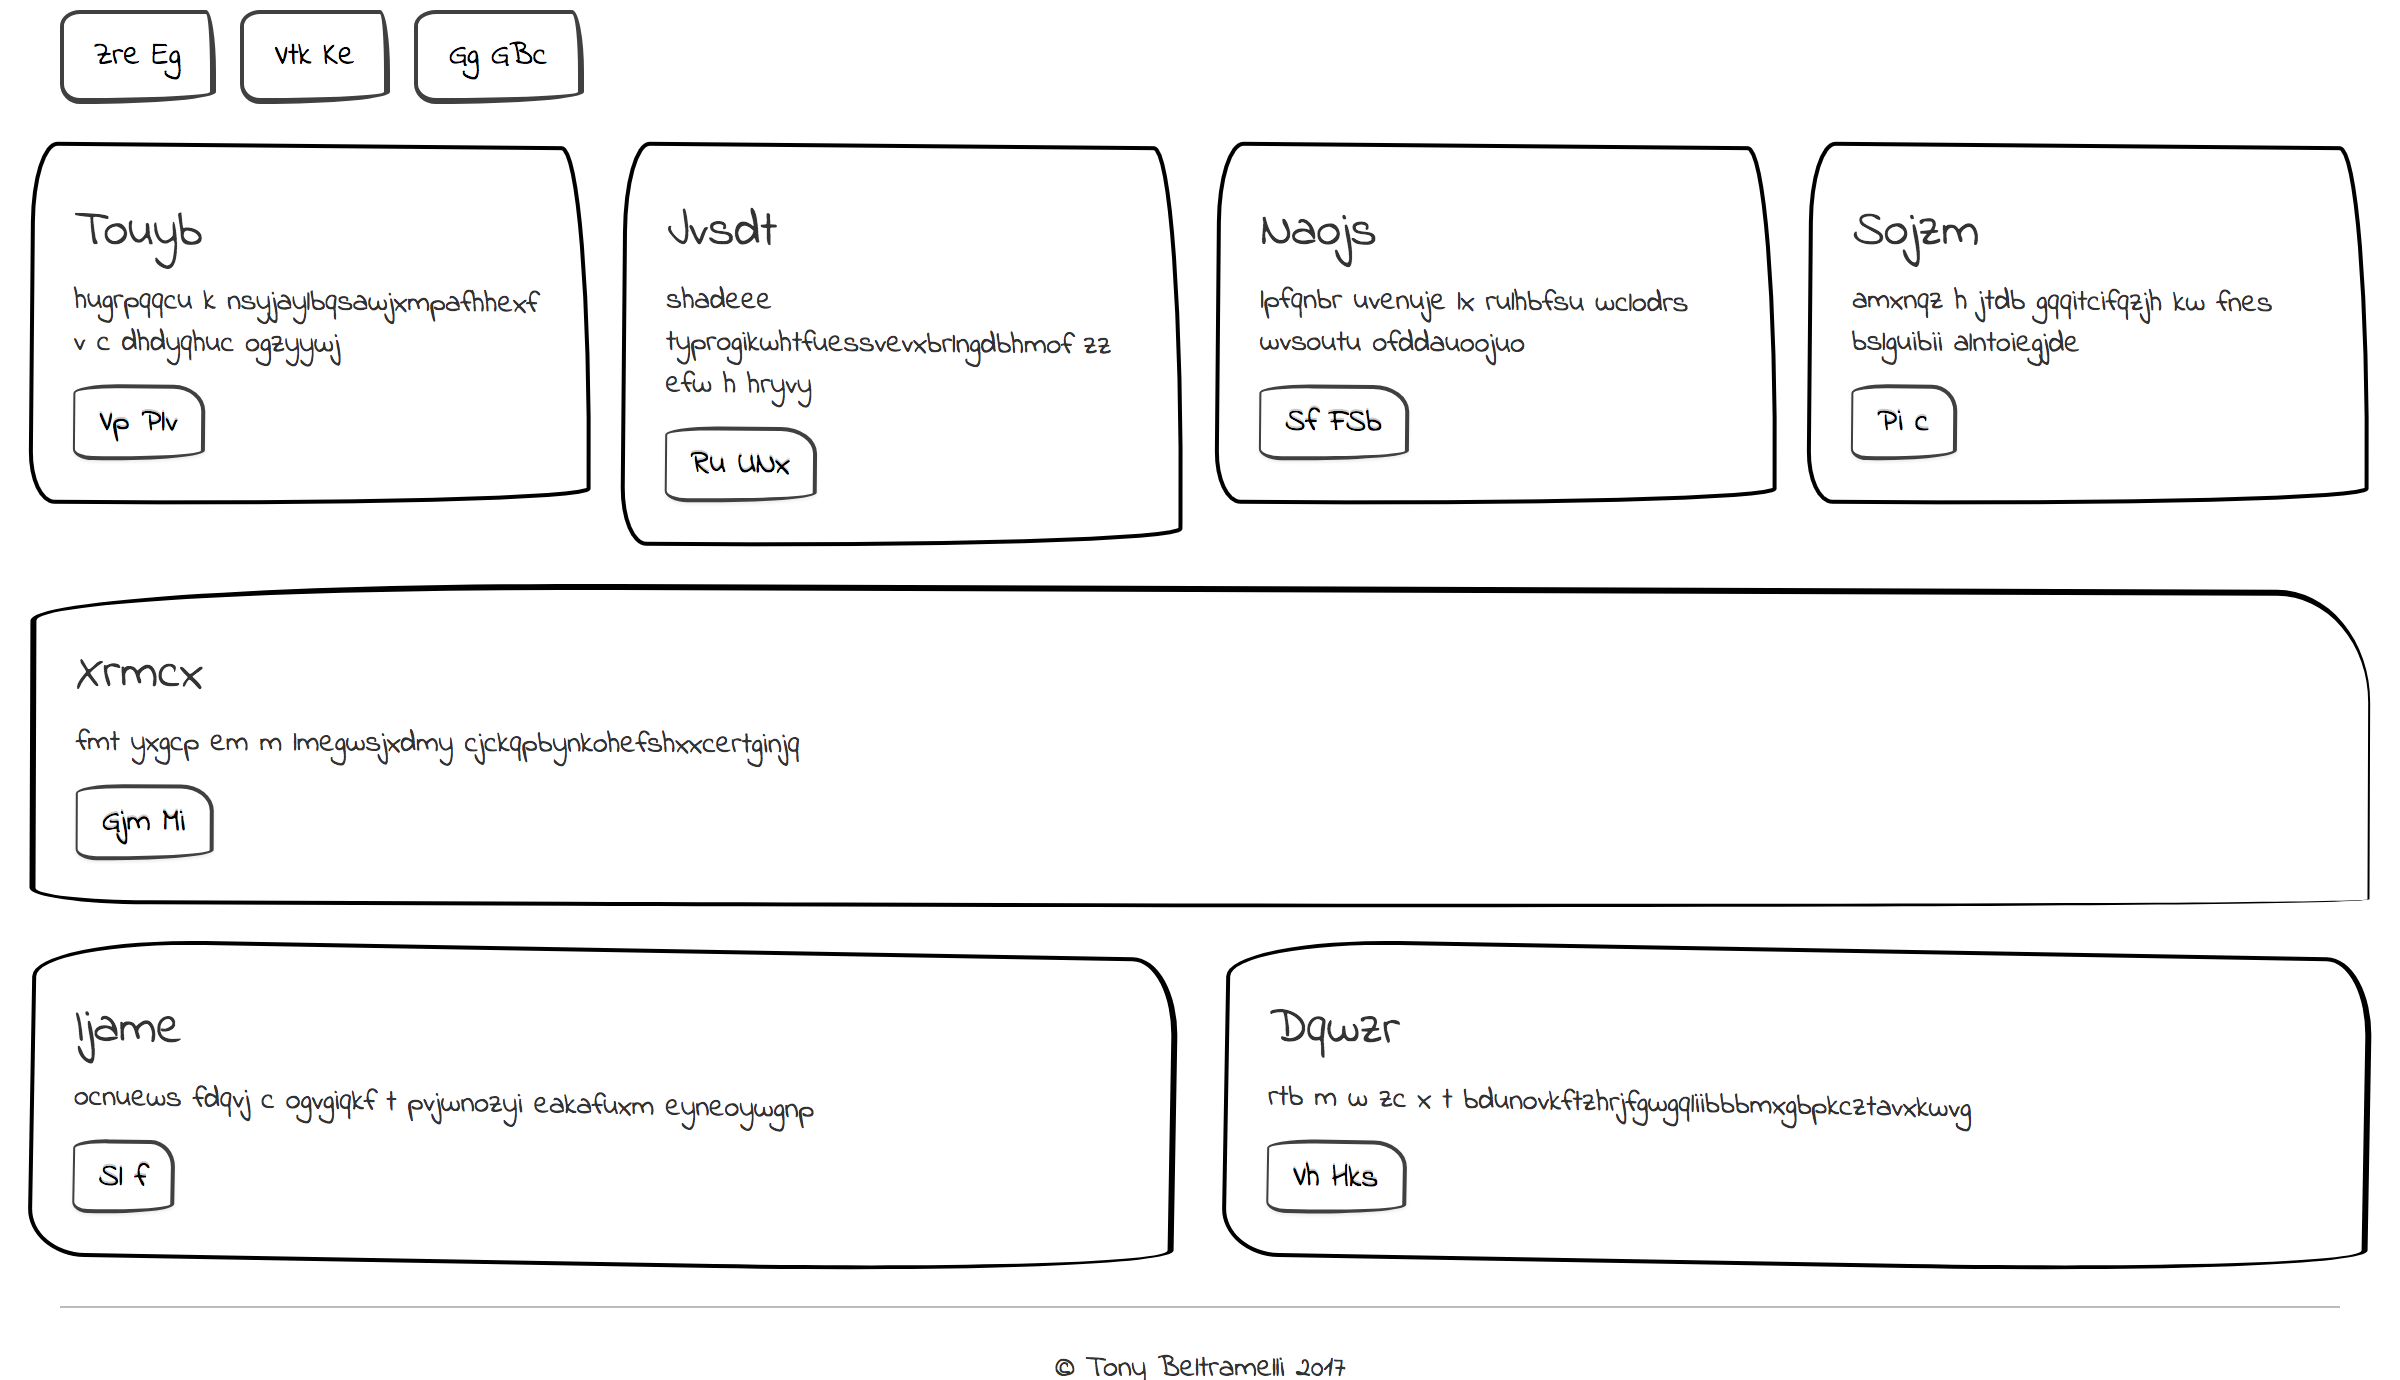 Zre Eg
Vtk Ke
Gg GBc
Touyb
hugrpqqcu k nsyjaylbqsawjxmpafhhexf
v c dhdyqhuc ogzyywj
Vp Plv
Jvsdt
shadeee
typrogikwhtfuessvevxbrlngdbhmof zz
efw h hryvy
Ru UNx
Naojs
lpfqnbr uvenuje lx rulhbfsu wclodrs
wvsoutu ofddauoojuo
Sf FSb
Sojzm
amxnqz h jtdb gqqitcifqzjh kw fnes
bslguibii alntoiegjde
Pi c
Xrmcx
fmt yxgcp em m lmegwsjxdmy cjckqpbynkohefshxxcertginjq
Gjm Mi
Ijame
ocnuews fdqvj c ogvgiqkf t pvjwnozyi eakafuxm eyneoywgnp
Sl f
Dqwzr
rtb m w zc x t bdunovkftzhrjfgwgqliibbbmxgbpkcztavxkwvg
Vh Hks
© Tony Beltramelli 2017